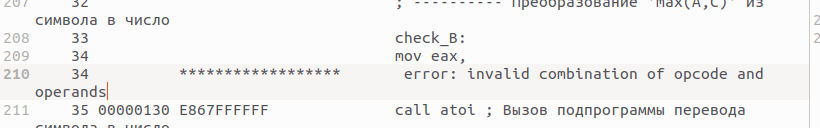 207 32 ; ---------- Преобразование 'max(A,C)' из
символа в число
208 33 check_B:
209 34 mov eax,
210 34 ****************** error: invalid combination of opcode and
operands
211 35 00000130 E867FFFFFF call atoi ; Вызов подпрограммы перевода
символа в число